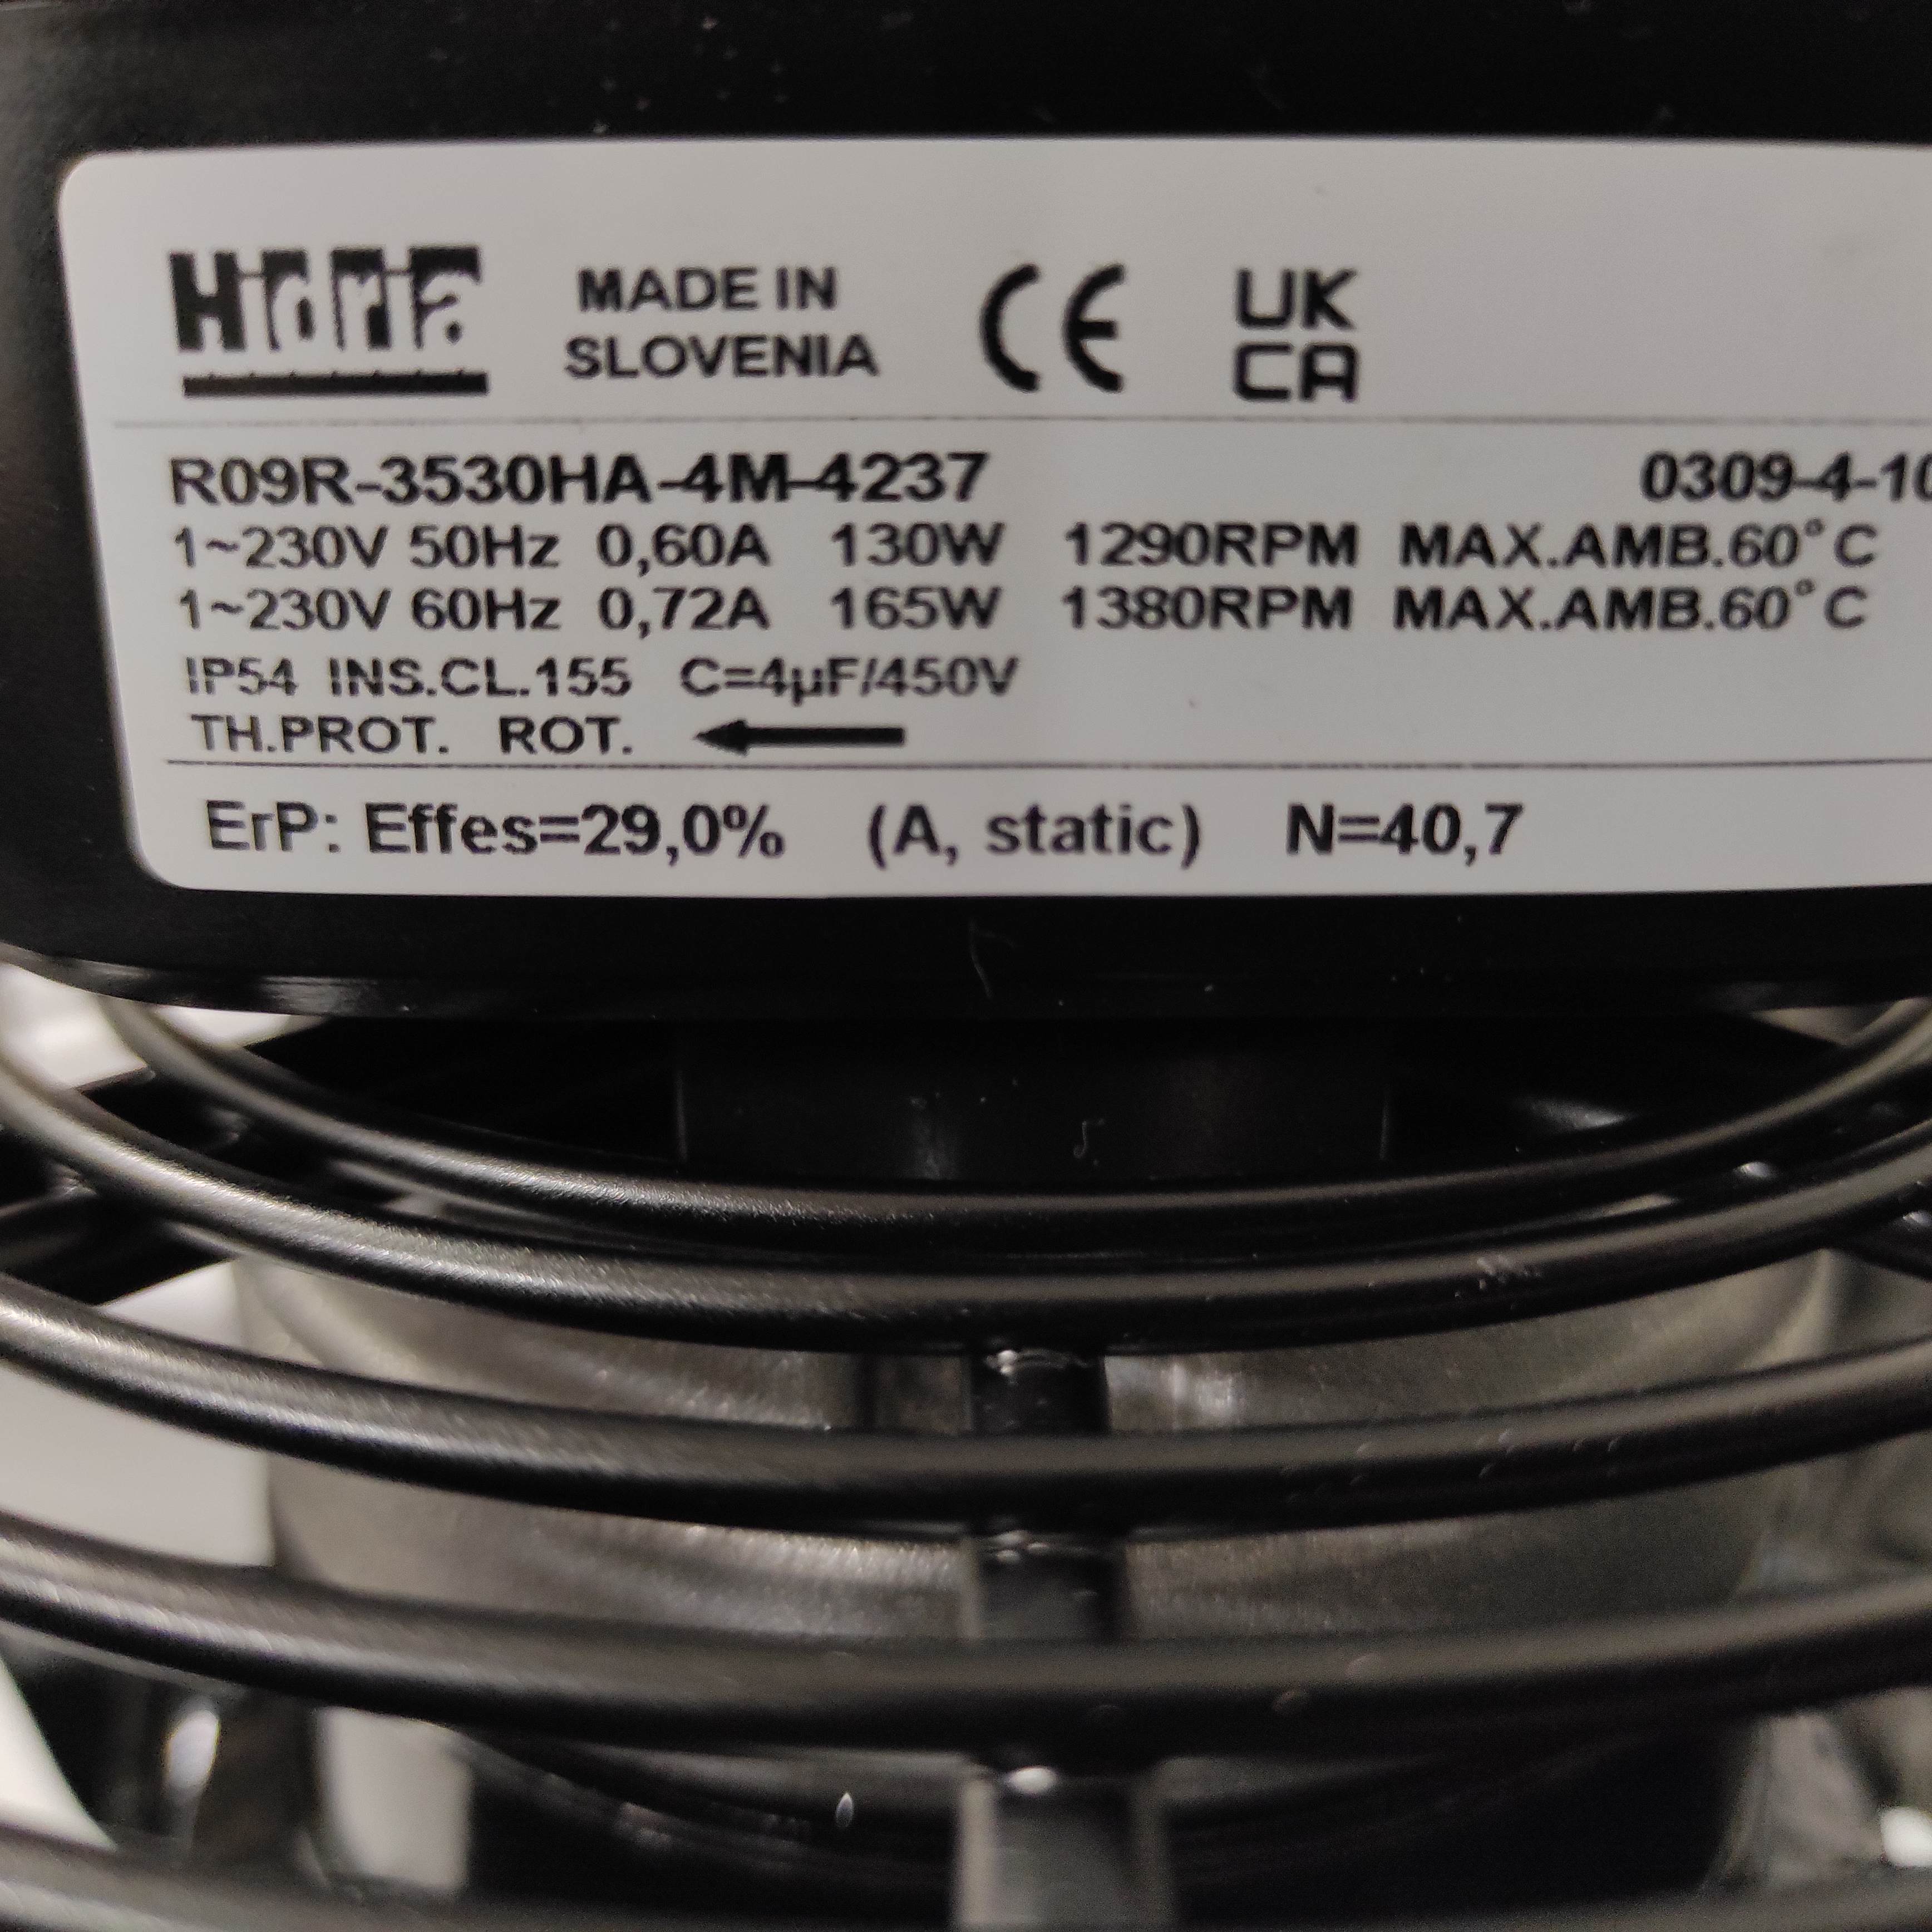 Hidria
MADE IN
SLOVENIA
CE
UK
CA
R09R-3530HA-4M-4237 0309-4-10
1~230V 50Hz 0,60A 130W 1290RPM MAX.AMB.60°C
1~230V 60Hz 0,72A 165W 1380RPM MAX.AMB.60°C
IP54 INS.CL.155 C=4µF/450V
TH.PROT. ROT.
ErP: Effes=29,0% (A, static) N=40,7